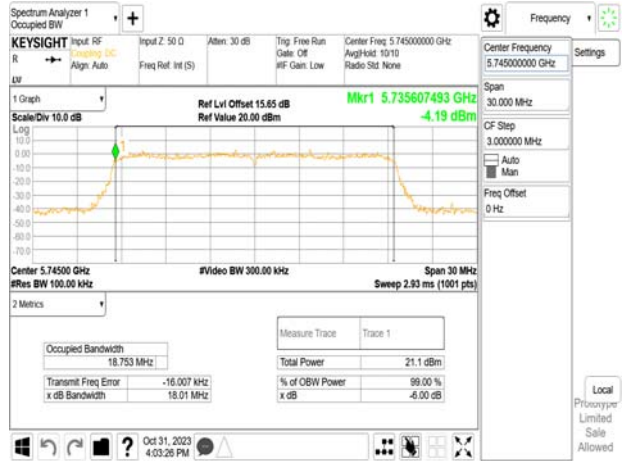 Spectrum Analyzer 1
Occupied BW
+
Frequency
KEYSIGHT Input: RF Input Z: 50 Ω Atten: 30 dB Trig: Free Run Center Freq: 5.745000000 GHz
R Coupling: DC Gate: Off Avg|Hold: 10/10
Align: Auto Freq Ref: Int (S) #IF Gain: Low Radio Std: None
LXI
Center Frequency
5.745000000 GHz
Settings
Span
30.000 MHz
CF Step
3.000000 MHz
Auto
Man
Freq Offset
0 Hz
1 Graph
Ref Lvl Offset 15.65 dB
Mkr1 5.735607493 GHz
Scale/Div 10.0 dB
Ref Value 20.00 dBm
-4.19 dBm
Log
10.0
0.00
-10.0
-20.0
-30.0
-40.0
-50.0
-60.0
-70.0
1
Center 5.74500 GHz #Video BW 300.00 kHz Span 30 MHz
#Res BW 100.00 kHz Sweep 2.93 ms (1001 pts)
2 Metrics
Measure Trace Trace 1
Occupied Bandwidth
18.753 MHz
Total Power 21.1 dBm
Transmit Freq Error -16.007 kHz
% of OBW Power 99.00 %
x dB Bandwidth 18.01 MHz
x dB -6.00 dB
Local
Prototype
Limited
Sale
Allowed
?
Oct 31, 2023
4:03:26 PM